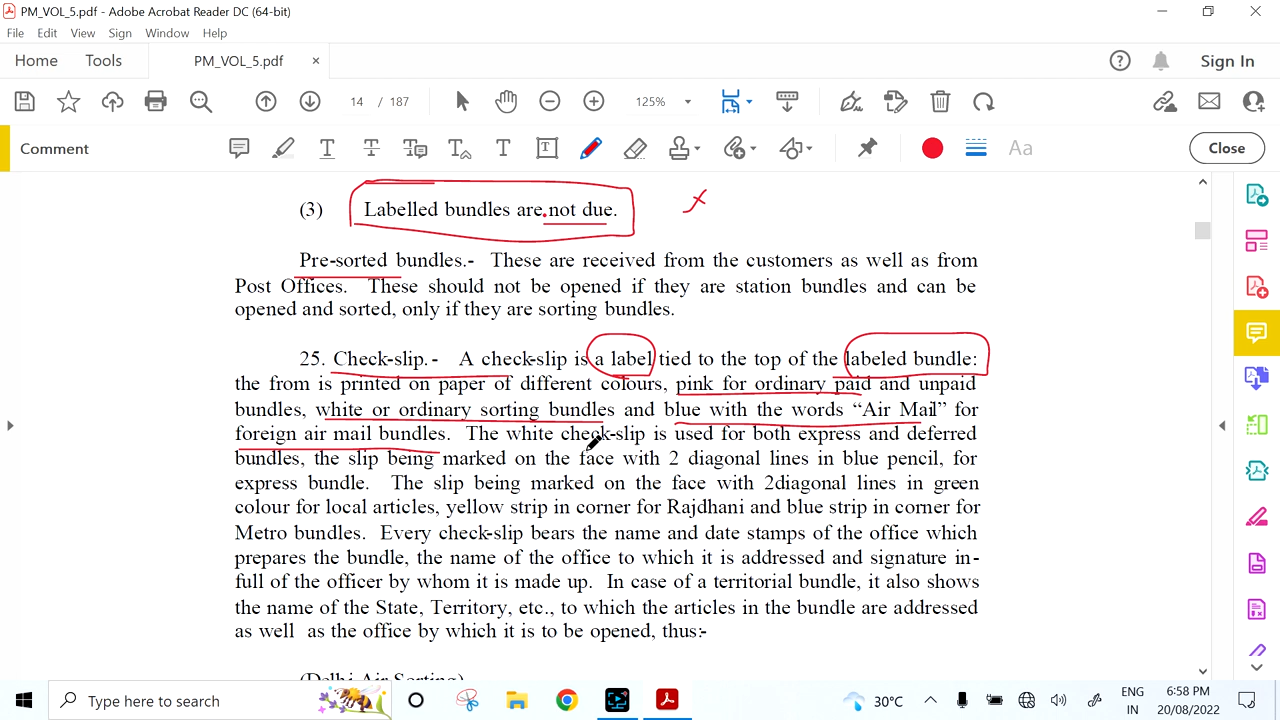 PM_VOL_5.pdf - Adobe Acrobat Reader DC (64-bit)
File Edit View Sign Window Help
Home Tools PM_VOL_5.pdf × Sign In
14 / 187 125%
Comment T T T T T Aa Close
(3) Labelled bundles are not due.
Pre-sorted bundles.- These are received from the customers as well as from
Post Offices. These should not be opened if they are station bundles and can be
opened and sorted, only if they are sorting bundles.
25. Check-slip.- A check-slip is a label tied to the top of the labeled bundle:
the from is printed on paper of different colours, pink for ordinary paid and unpaid
bundles, white or ordinary sorting bundles and blue with the words “Air Mail” for
foreign air mail bundles. The white check-slip is used for both express and deferred
bundles, the slip being marked on the face with 2 diagonal lines in blue pencil, for
express bundle. The slip being marked on the face with 2diagonal lines in green
colour for local articles, yellow strip in corner for Rajdhani and blue strip in corner for
Metro bundles. Every check-slip bears the name and date stamps of the office which
prepares the bundle, the name of the office to which it is addressed and signature in-
full of the officer by whom it is made up. In case of a territorial bundle, it also shows
the name of the State, Territory, etc., to which the articles in the bundle are addressed
as well as the office by which it is to be opened, thus:-
(Delhi Air Sorting)
Type here to search 30°C ENG 6:58 PM
IN 20/08/2022